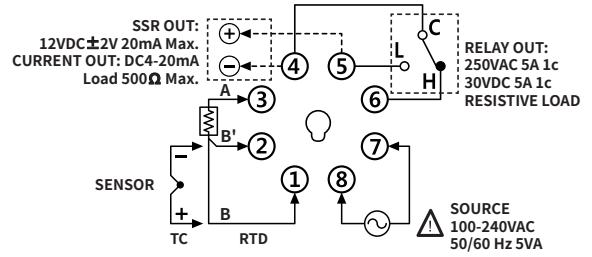 SSR OUT:
12VDC±2V 20mA Max.
CURRENT OUT: DC4-20mA
Load 500Ω Max.
+
−
4
5
C
L
H
RELAY OUT:
250VAC 5A 1c
30VDC 5A 1c
RESISTIVE LOAD
A
3
6
B'
2
7
1
8
−
SENSOR
+
B
TC
RTD
!
SOURCE
100-240VAC
50/60 Hz 5VA